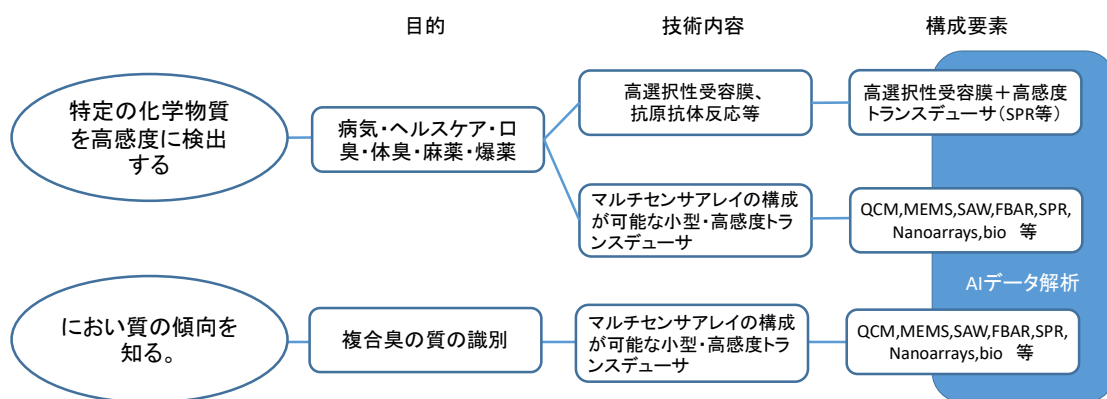 目的
技術内容
構成要素
特定の化学物質
を高感度に検出
する
病気・ヘルスケア・口
臭・体臭・麻薬・爆薬
高選択性受容膜、
抗原抗体反応等
高選択性受容膜＋高感度
トランスデューサ（SPR等）
マルチセンサアレイの構成
が可能な小型・高感度トラ
ンスデューサ
QCM,MEMS,SAW,FBAR,SPR,
Nanoarrays,bio 等
AIデータ解析
におい質の傾向を
知る。
複合臭の質の識別
マルチセンサアレイの構成
が可能な小型・高感度トラ
ンスデューサ
QCM,MEMS,SAW,FBAR,SPR,
Nanoarrays,bio 等